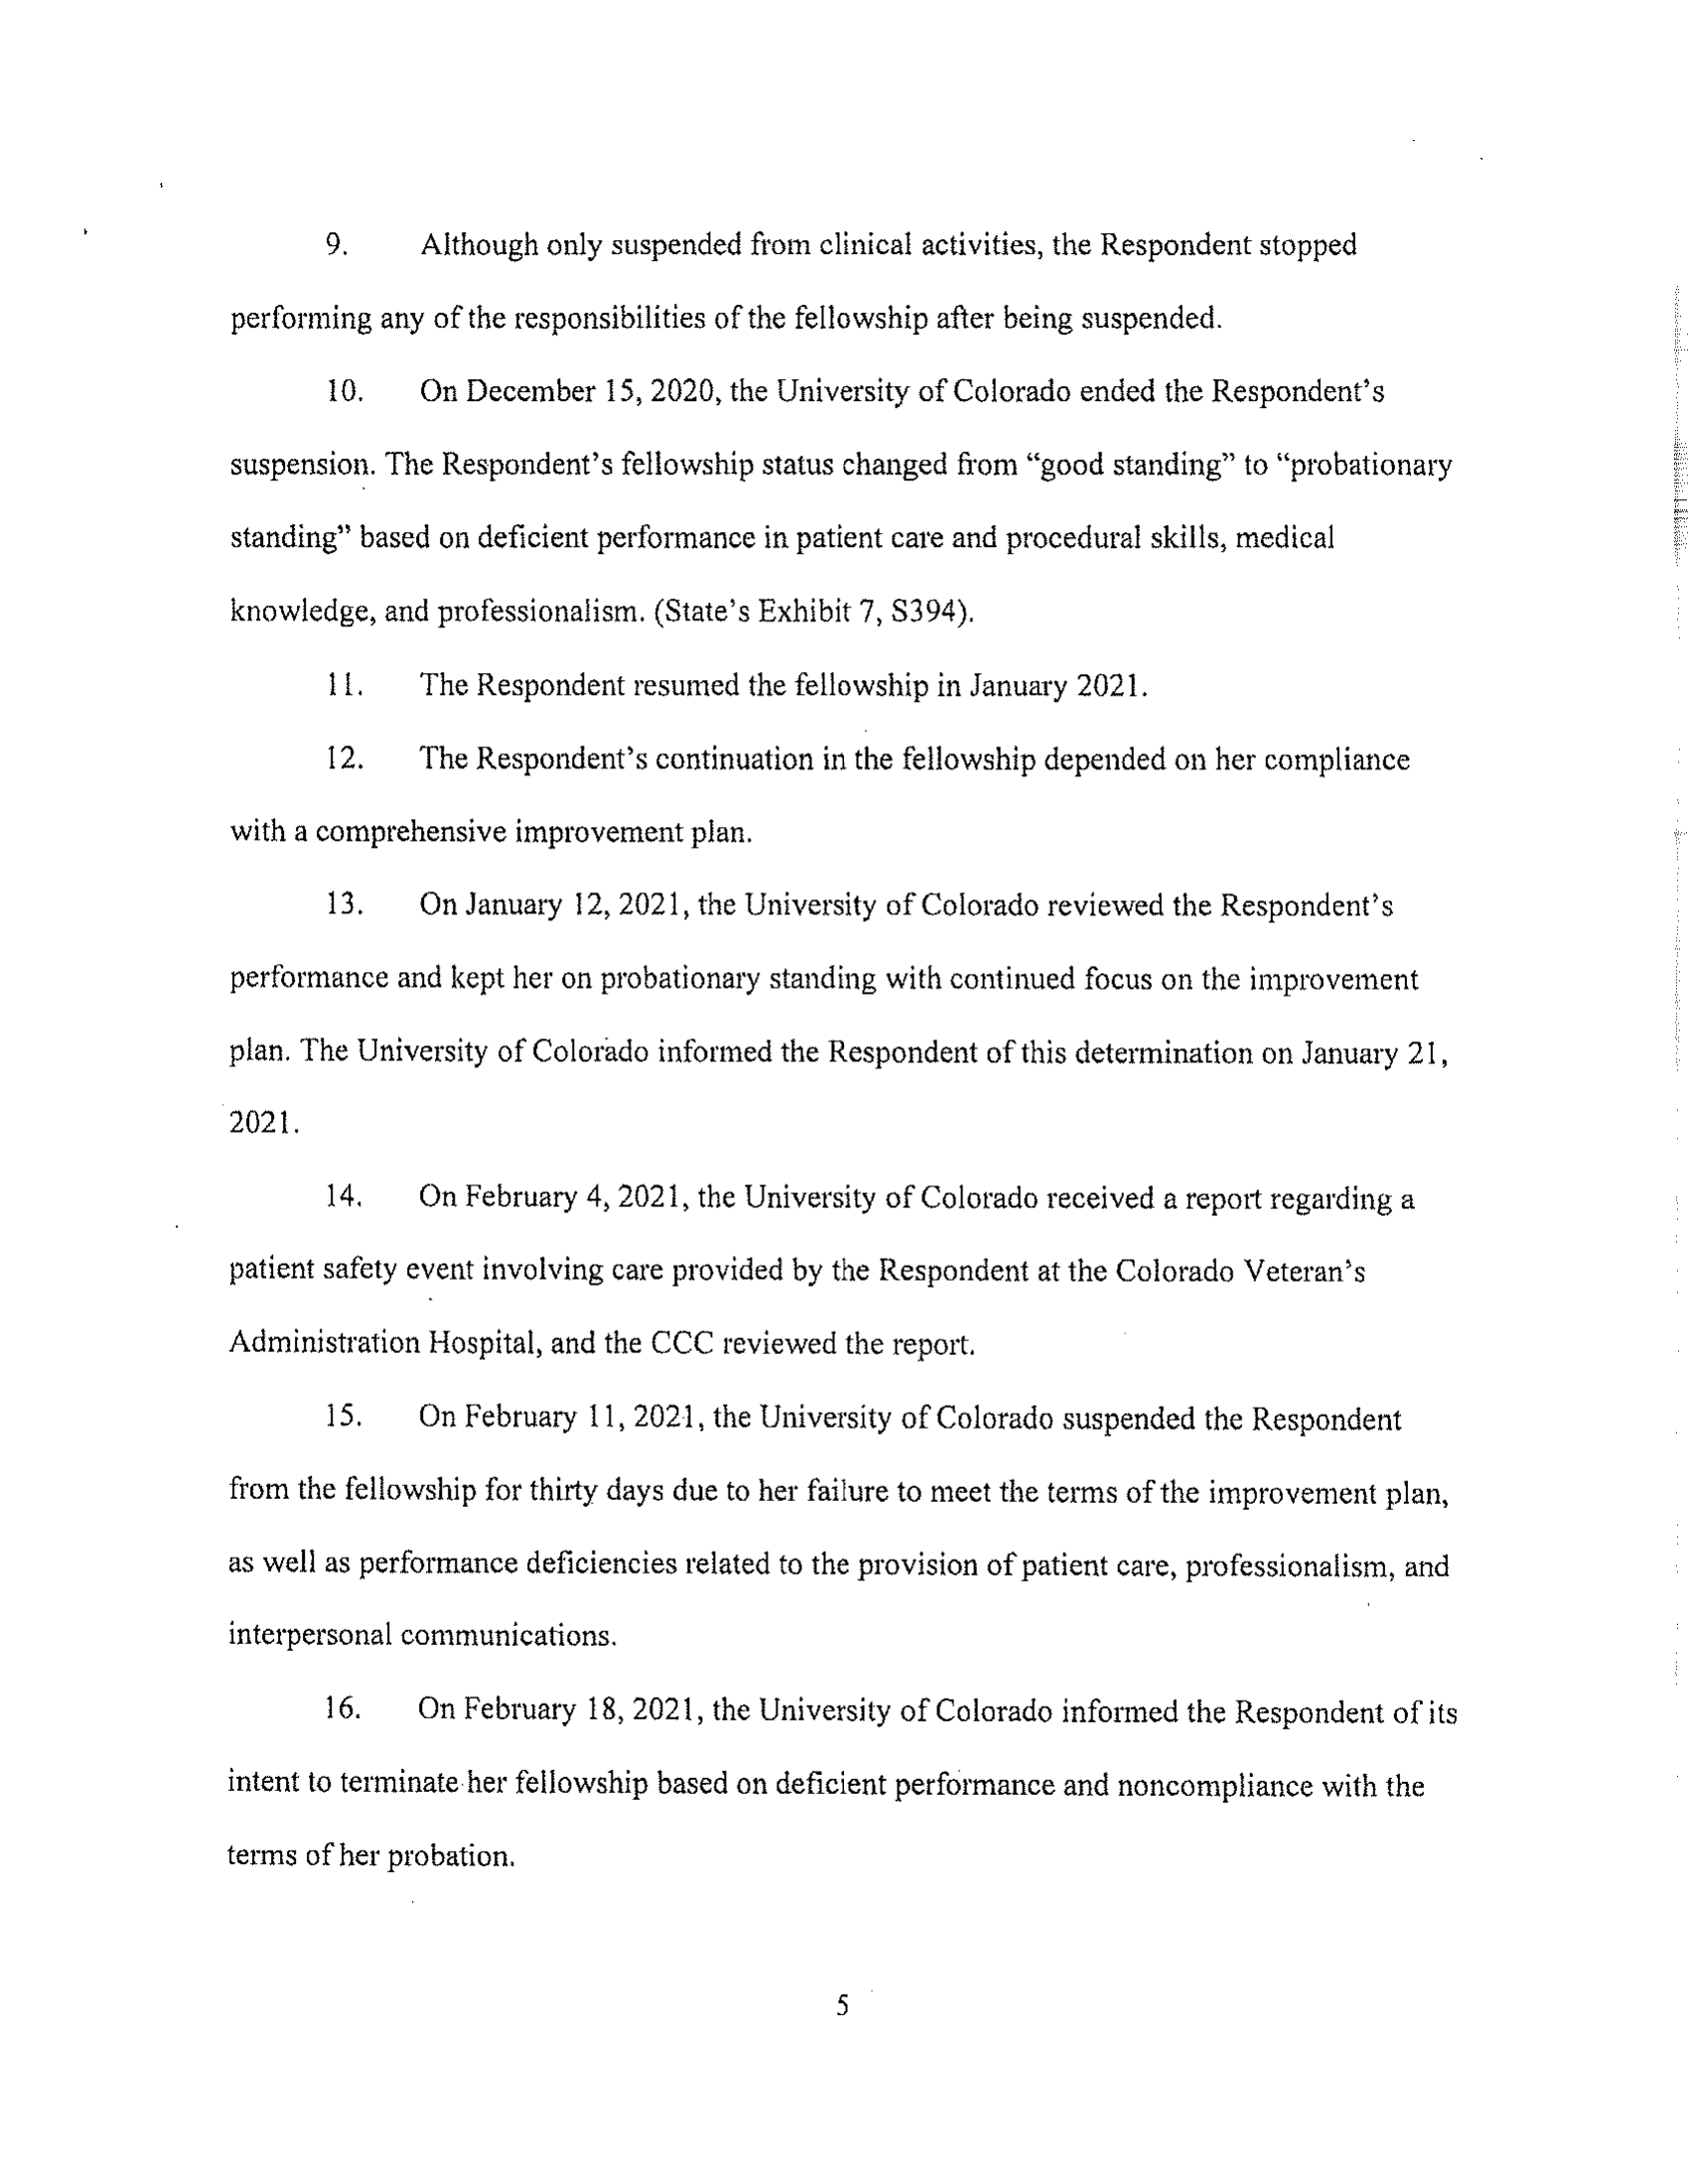 9. Although only suspended from clinical activities, the Respondent stopped
performing any of the responsibilities of the fellowship after being suspended.
10. On December 15, 2020, the University of Colorado ended the Respondent's
suspension. The Respondent's fellowship status changed from “good standing” to “probationary
standing” based on deficient performance in patient care and procedural skills, medical
knowledge, and professionalism. (State's Exhibit 7, S394).
11. The Respondent resumed the fellowship in January 2021.
12. The Respondent's continuation in the fellowship depended on her compliance
with a comprehensive improvement plan.
13. On January 12, 2021, the University of Colorado reviewed the Respondent's
performance and kept her on probationary standing with continued focus on the improvement
plan. The University of Colorado informed the Respondent of this determination on January 21,
2021.
14. On February 4, 2021, the University of Colorado received a report regarding a
patient safety event involving care provided by the Respondent at the Colorado Veteran's
Administration Hospital, and the CCC reviewed the report.
15. On February 11, 2021, the University of Colorado suspended the Respondent
from the fellowship for thirty days due to her failure to meet the terms of the improvement plan,
as well as performance deficiencies related to the provision of patient care, professionalism, and
interpersonal communications.
16. On February 18, 2021, the University of Colorado informed the Respondent of its
intent to terminate her fellowship based on deficient performance and noncompliance with the
terms of her probation.
5